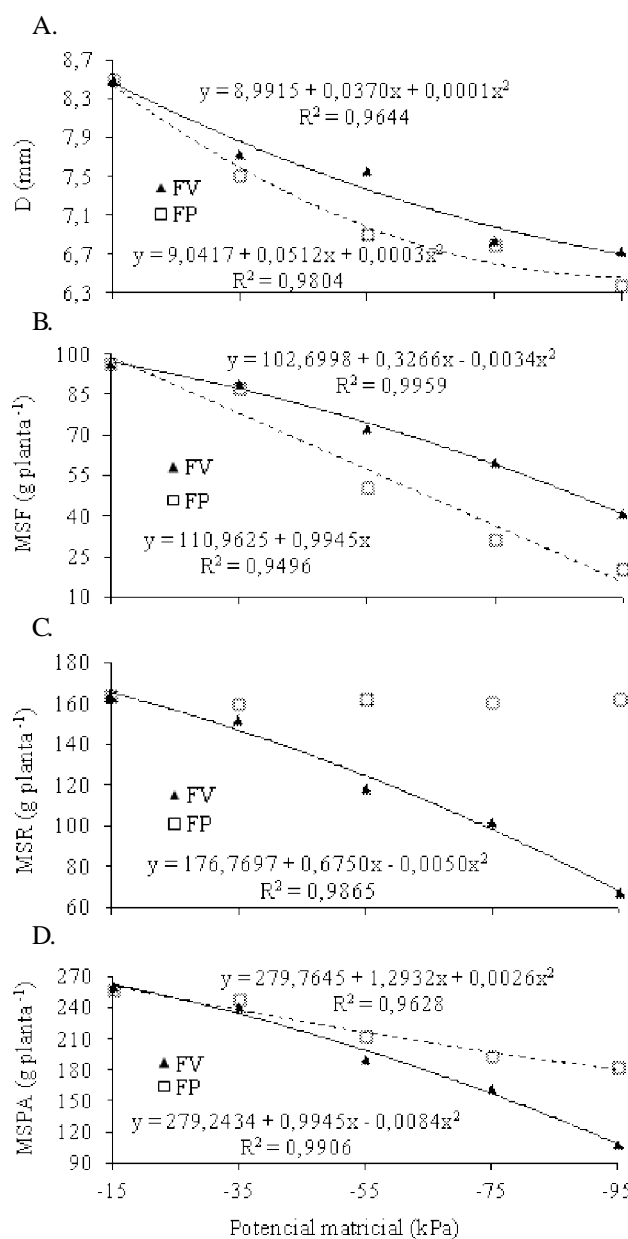 A.
8,7
8,3
7,9
7,5
7,1
6,7
6,3
D (mm)
y = 8,9915 + 0,0370x + 0,0001x²
R² = 0,9644
FV
FP
y = 9,0417 + 0,0512x + 0,0003x²
R² = 0,9804
B.
100
85
70
55
40
25
10
MSF (g planta⁻¹)
y = 102,6998 + 0,3266x - 0,0034x²
R² = 0,9959
FV
FP
y = 110,9625 + 0,9945x
R² = 0,9496
C.
180
160
140
120
100
80
60
MSR (g planta⁻¹)
FV
FP
y = 176,7697 + 0,6750x - 0,0050x²
R² = 0,9865
D.
270
240
210
180
150
120
90
MSPA (g planta⁻¹)
y = 279,7645 + 1,2932x + 0,0026x²
R² = 0,9628
FV
FP
y = 279,2434 + 0,9945x - 0,0084x²
R² = 0,9906
-15 -35 -55 -75 -95
Potencial matricial (kPa)